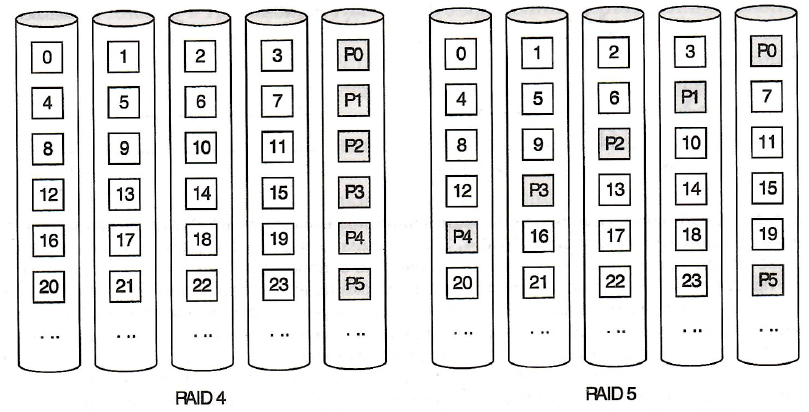 0 1 2 3 P0
4 5 6 7 P1
8 9 10 11 P2
12 13 14 15 P3
16 17 18 19 P4
20 21 22 23 P5
. .. . .. . .. . .. . ..
RAID 4
0 1 2 3 P0
4 5 6 P1 7
8 9 P2 10 11
12 P3 13 14 15
P4 16 17 18 19
20 21 22 23 P5
. .. . .. . .. . .. . ..
RAID 5